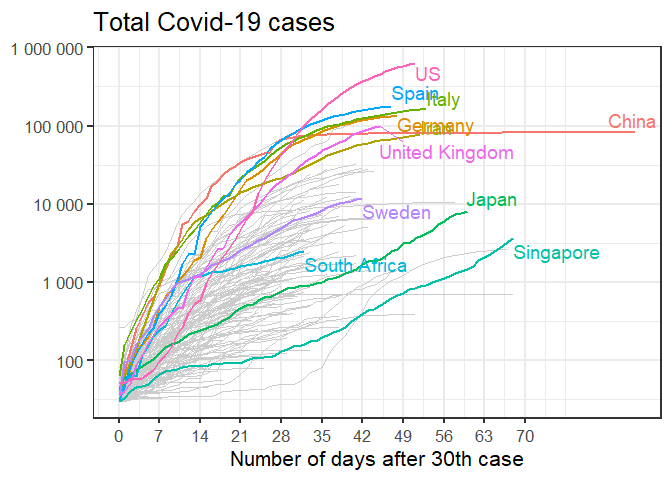 Total Covid-19 cases
1 000 000
US
Spain
Italy
100 000
Germany
Iran
China
United Kingdom
10 000
Japan
Sweden
Singapore
1 000
South Africa
100
0 7 14 21 28 35 42 49 56 63 70
Number of days after 30th case